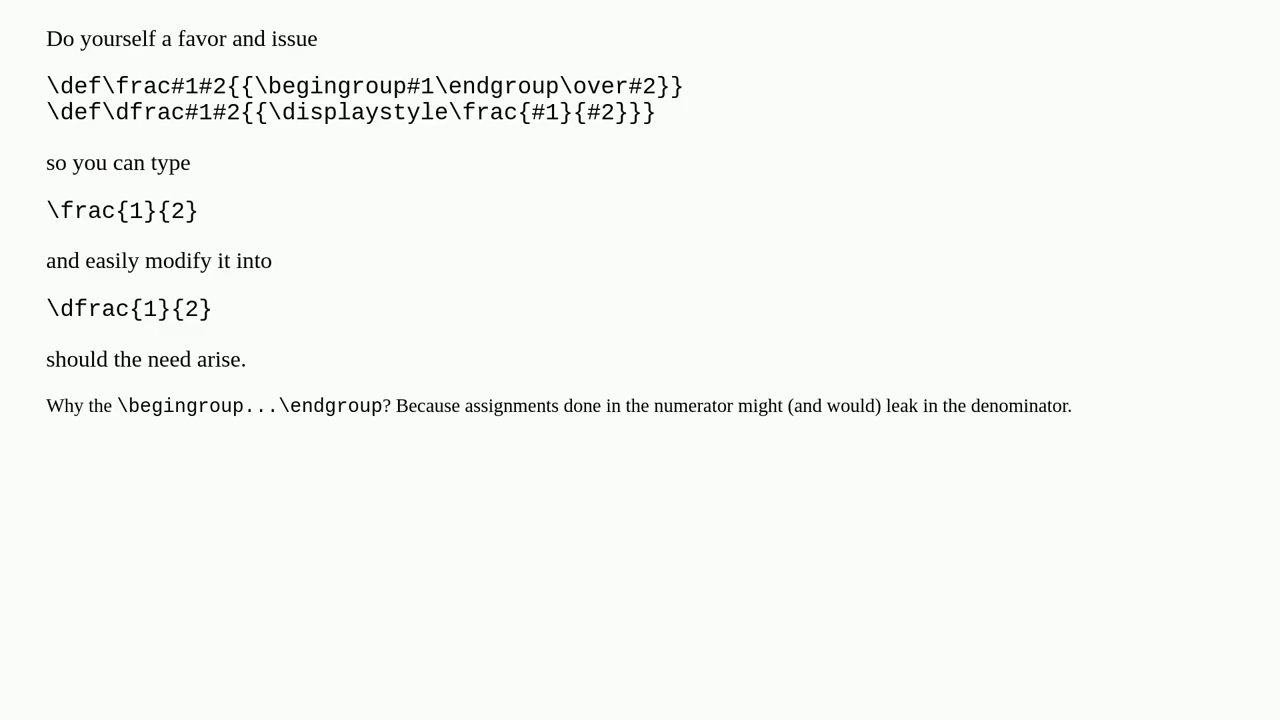 Do yourself a favor and issue
\def\frac#1#2{{\begingroup#1\endgroup\over#2}}
\def\dfrac#1#2{{\displaystyle\frac{#1}{#2}}}
so you can type
\frac{1}{2}
and easily modify it into
\dfrac{1}{2}
should the need arise.
Why the \begingroup...\endgroup? Because assignments done in the numerator might (and would) leak in the denominator.